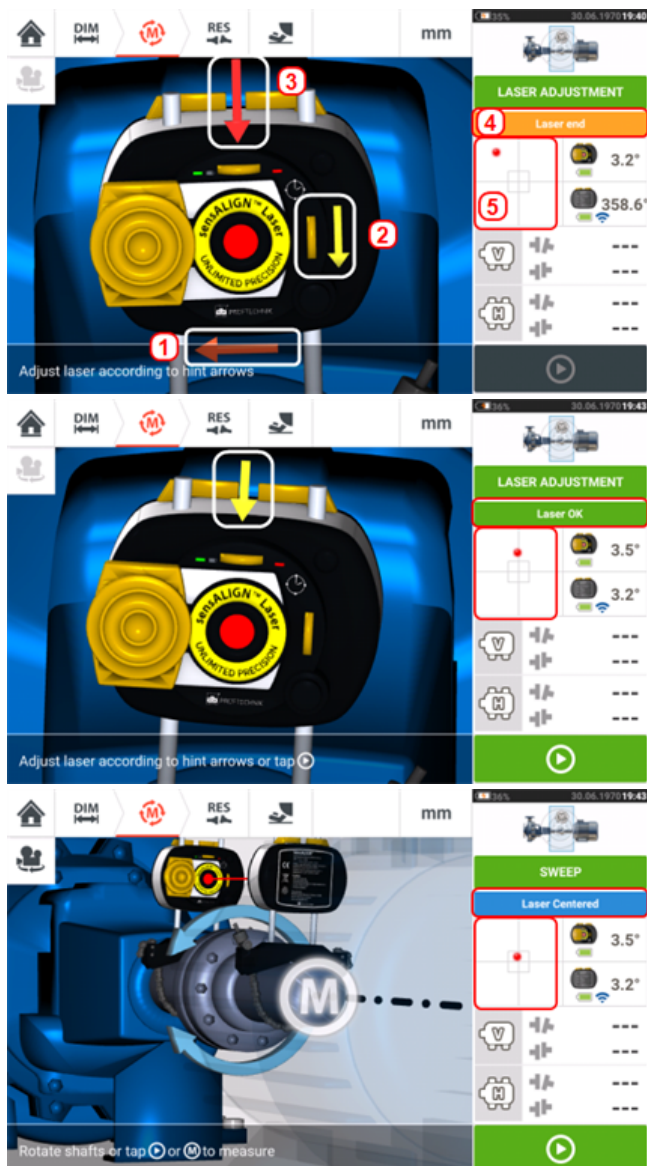 35% 30.06.1970 19:40
DIM M RES mm
LASER ADJUSTMENT
3
4 Laser end
3.2°
5
358.6°
sensALIGN™ Laser
UNLIMITED PRECISION
2
V ---
---
PRÜFTECHNIK
1
H ---
---
Adjust laser according to hint arrows
36% 30.06.1970 19:43
DIM M RES mm
LASER ADJUSTMENT
Laser OK
3.5°
3.2°
sensALIGN™ Laser
UNLIMITED PRECISION
V ---
---
PRÜFTECHNIK
H ---
---
Adjust laser according to hint arrows or tap
36% 30.06.1970 19:43
DIM M RES mm
SWEEP
Laser Centered
3.5°
3.2°
M
V ---
---
H ---
---
Rotate shafts or tap or M to measure